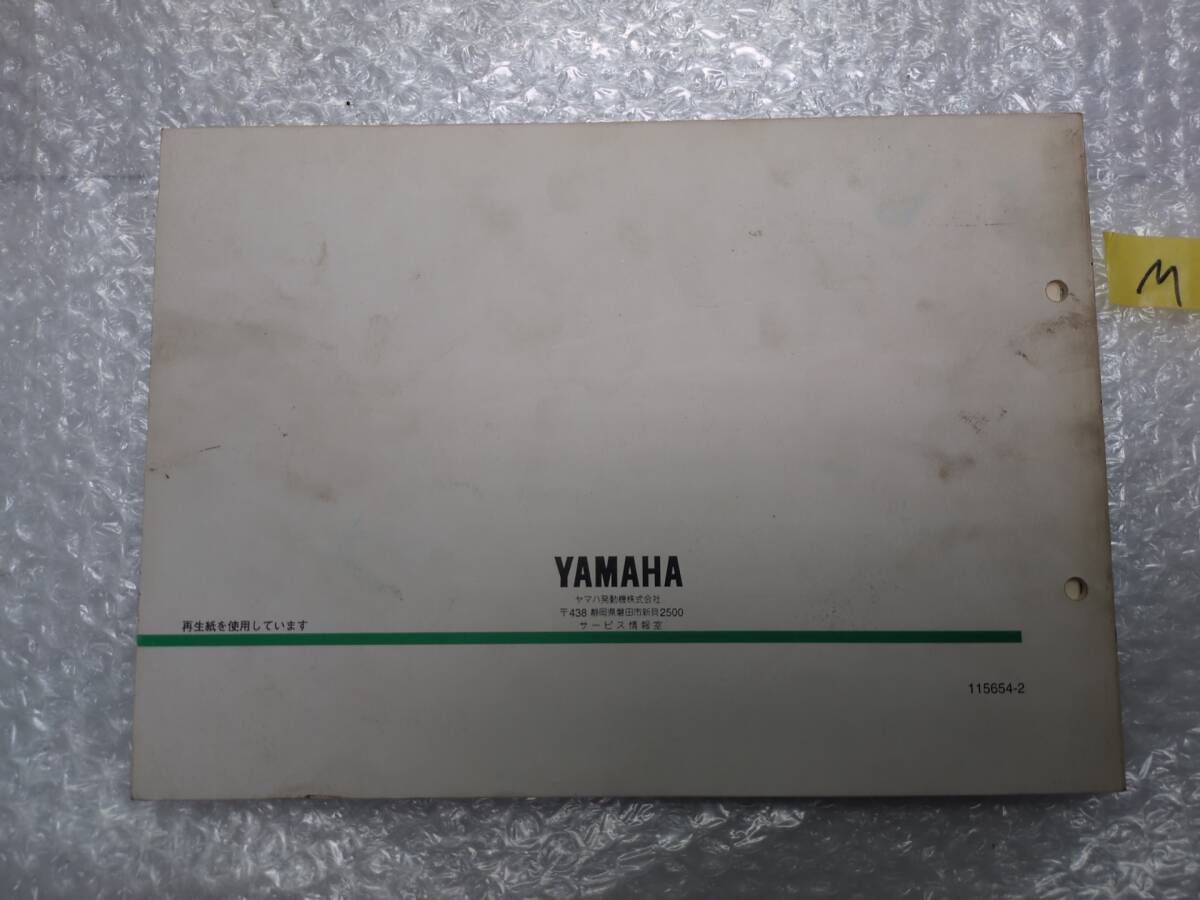 M
YAMAHA
ヤマハ発動機株式会社
〒438 静岡県磐田市新貝2500
サービス情報室
再生紙を使用しています
115654-2